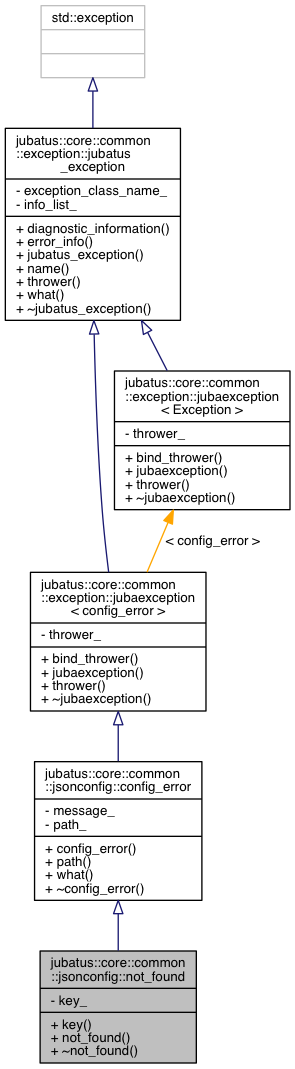 std::exception
jubatus::core::common
::exception::jubatus
_exception
- exception_class_name_
- info_list_
+ diagnostic_information()
+ error_info()
+ jubatus_exception()
+ name()
+ thrower()
+ what()
+ ~jubatus_exception()
jubatus::core::common
::exception::jubaexception
< Exception >
- thrower_
+ bind_thrower()
+ jubaexception()
+ thrower()
+ ~jubaexception()
< config_error >
jubatus::core::common
::exception::jubaexception
< config_error >
- thrower_
+ bind_thrower()
+ jubaexception()
+ thrower()
+ ~jubaexception()
jubatus::core::common
::jsonconfig::config_error
- message_
- path_
+ config_error()
+ path()
+ what()
+ ~config_error()
jubatus::core::common
::jsonconfig::not_found
- key_
+ key()
+ not_found()
+ ~not_found()